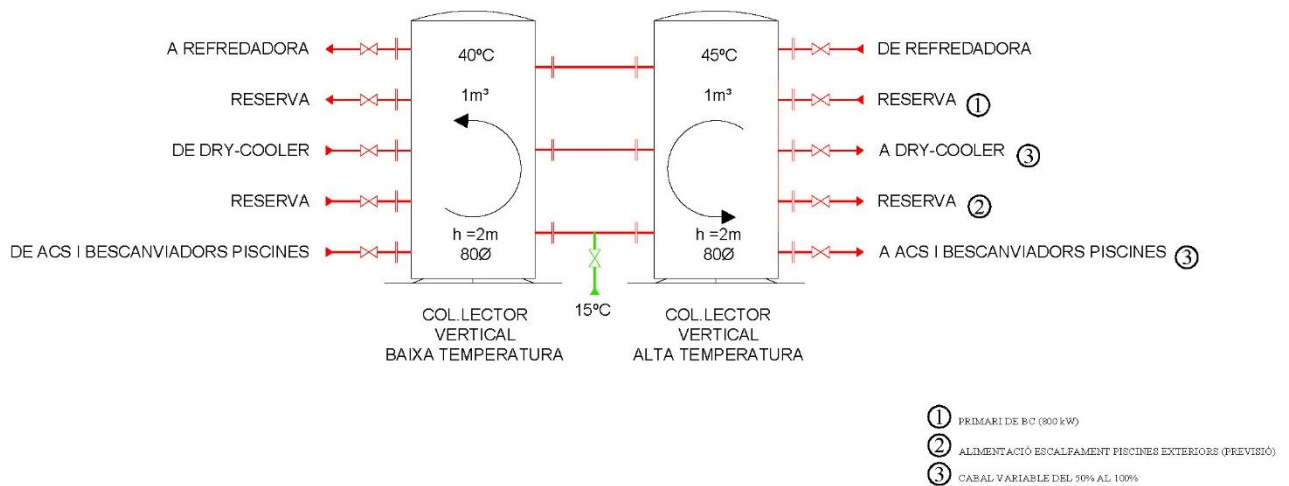 A REFREDADORA
RESERVA
DE DRY-COOLER
RESERVA
DE ACS I BESCANVIADORS PISCINES
40ºC
1m³
h =2m
80Ø
COL.LECTOR
VERTICAL
BAIXA TEMPERATURA
15ºC
45ºC
1m³
h =2m
80Ø
COL.LECTOR
VERTICAL
ALTA TEMPERATURA
DE REFREDADORA
RESERVA 1
A DRY-COOLER 3
RESERVA 2
A ACS I BESCANVIADORS PISCINES 3
1 PRIMARI DE BC (800 kW)
2 ALIMENTACIÓ ESCALFAMENT PISCINES EXTERIORS (PREVISIÓ)
3 CABAL VARIABLE DEL 50% AL 100%